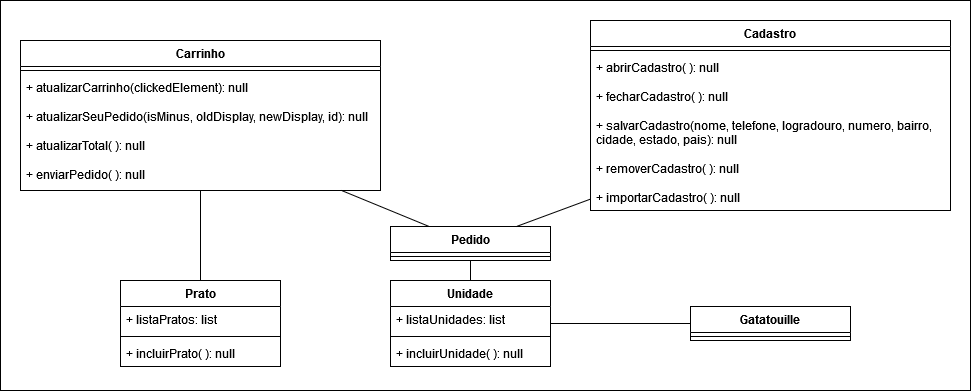 Carrinho
+ atualizarCarrinho(clickedElement): null
+ atualizarSeuPedido(isMinus, oldDisplay, newDisplay, id): null
+ atualizarTotal( ): null
+ enviarPedido( ): null
Cadastro
+ abrirCadastro( ): null
+ fecharCadastro( ): null
+ salvarCadastro(nome, telefone, logradouro, numero, bairro,
cidade, estado, pais): null
+ removerCadastro( ): null
+ importarCadastro( ): null
Pedido
Prato
+ listaPratos: list
+ incluirPrato( ): null
Unidade
+ listaUnidades: list
+ incluirUnidade( ): null
Gatatouille